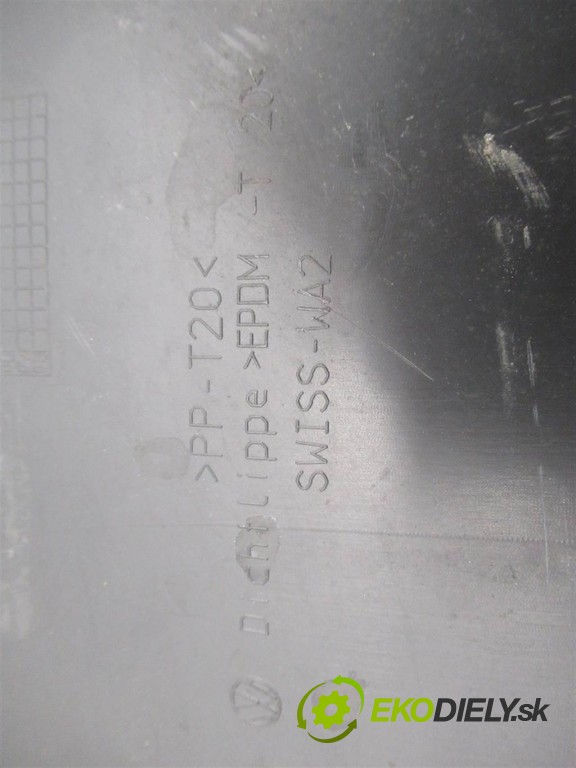 >PP-T20<
Dichtlippe >EPDM -T 20<
SWISS-WA2
EKODIELY.sk